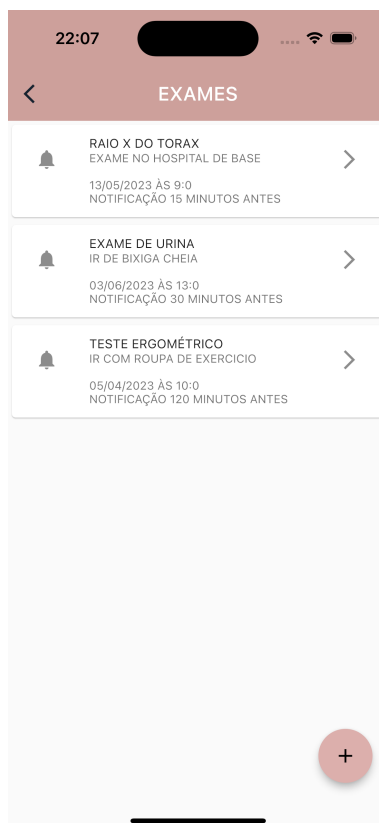 22:07
EXAMES
RAIO X DO TORAX
EXAME NO HOSPITAL DE BASE
13/05/2023 ÀS 9:0
NOTIFICAÇÃO 15 MINUTOS ANTES
EXAME DE URINA
IR DE BIXIGA CHEIA
03/06/2023 ÀS 13:0
NOTIFICAÇÃO 30 MINUTOS ANTES
TESTE ERGOMÉTRICO
IR COM ROUPA DE EXERCICIO
05/04/2023 ÀS 10:0
NOTIFICAÇÃO 120 MINUTOS ANTES
+